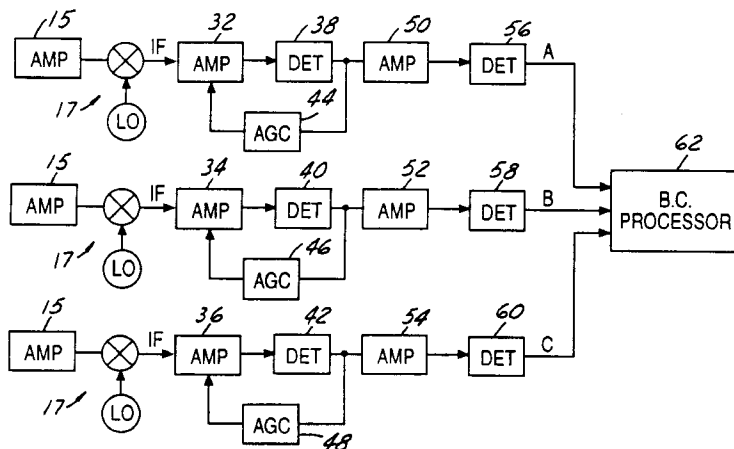 15 32 38 50 56
AMP IF AMP DET AMP DET A
17 LO 44 AGC
62
B.C.
PROCESSOR
15 34 40 52 58
AMP IF AMP DET AMP DET B
17 LO 46 AGC
15 36 42 54 60
AMP IF AMP DET AMP DET C
17 LO AGC 48